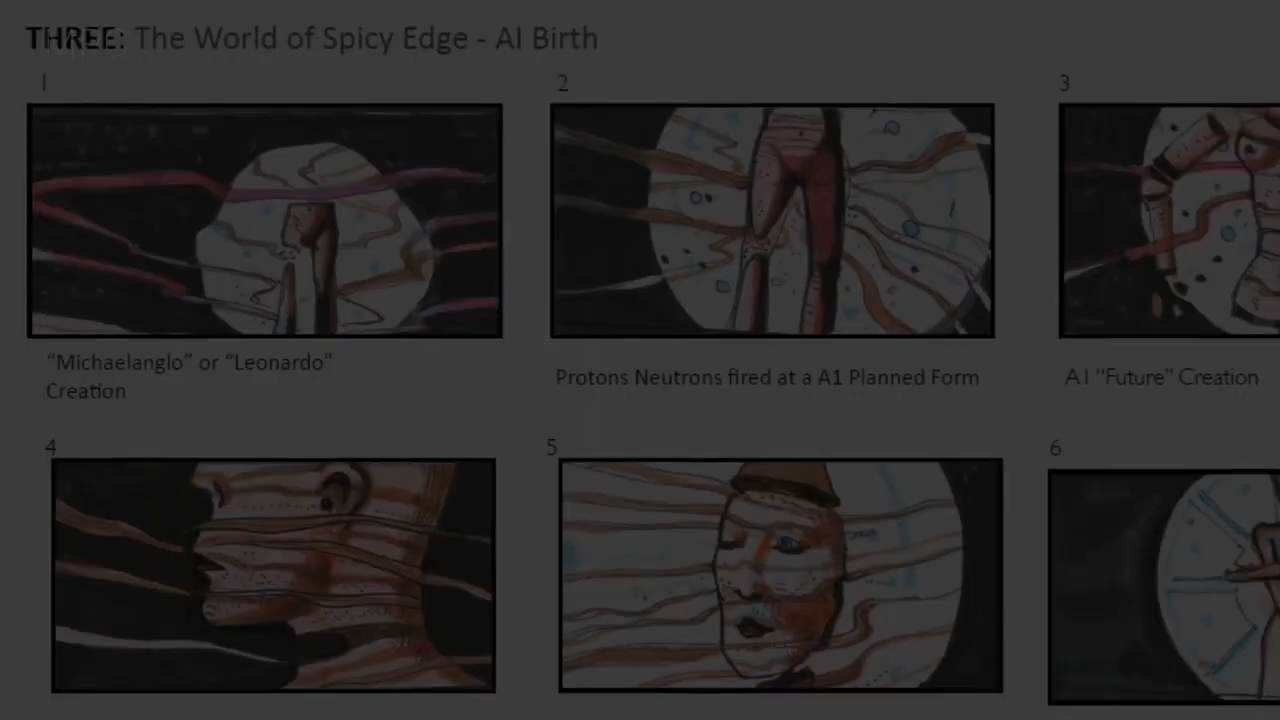 THREE: The World of Spicy Edge - AI Birth
1
2
3
"Michaelanglo" or "Leonardo"
Creation
Protons Neutrons fired at a A1 Planned Form
A I "Future" Creation
4
5
6